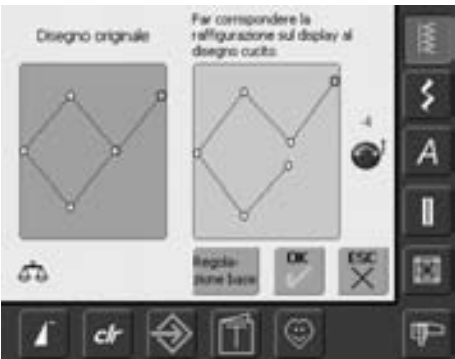 Disegno originale
Far corrispondere la
raffigurazione sul display al
disegno cucito
-4
A
Regola-
zione base
OK
ESC
clr